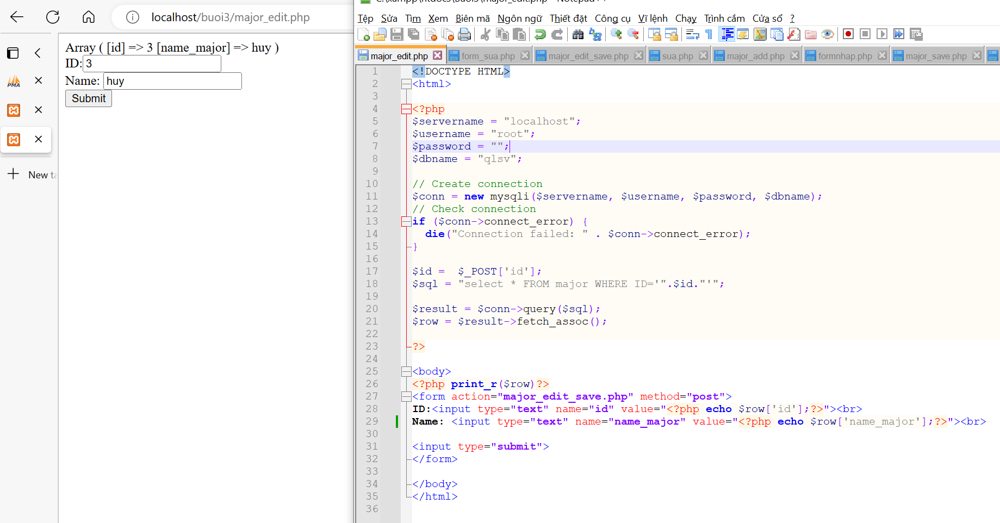 localhost/buoi3/major_edit.php
PMA
New
Array ( [id] => 3 [name_major] => huy )
ID: 3
Name: huy
Submit
Tệp Sửa Tìm Xem Biên mã Ngôn ngữ Thiết đặt Công cụ Vĩ lệnh Chạy Trình cắm Cửa sổ ?
major_edit.php form_sua.php major_edit_save.php sua.php major_add.php formnhap.php major_save.php
1 <!DOCTYPE HTML>
2 <html>
3
4 <?php
5 $servername = "localhost";
6 $username = "root";
7 $password = "";
8 $dbname = "qlsv";
9
10 // Create connection
11 $conn = new mysqli($servername, $username, $password, $dbname);
12 // Check connection
13 if ($conn->connect_error) {
14 die("Connection failed: " . $conn->connect_error);
15 }
16
17 $id =  $_POST['id'];
18 $sql = "select * FROM major WHERE ID='".$id."'";
19
20 $result = $conn->query($sql);
21 $row = $result->fetch_assoc();
22
23 ?>
24
25 <body>
26 <?php print_r($row)?>
27 <form action="major_edit_save.php" method="post">
28 ID:<input type="text" name="id" value="<?php echo $row['id'];?>"><br>
29 Name: <input type="text" name="name_major" value="<?php echo $row['name_major'];?>"><br>
30
31 <input type="submit">
32 </form>
33
34 </body>
35 </html>
36